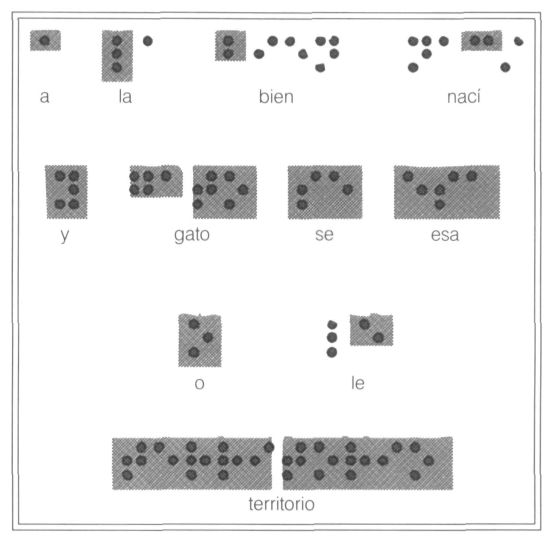 a la bien nací
y gato se esa
o le
territorio